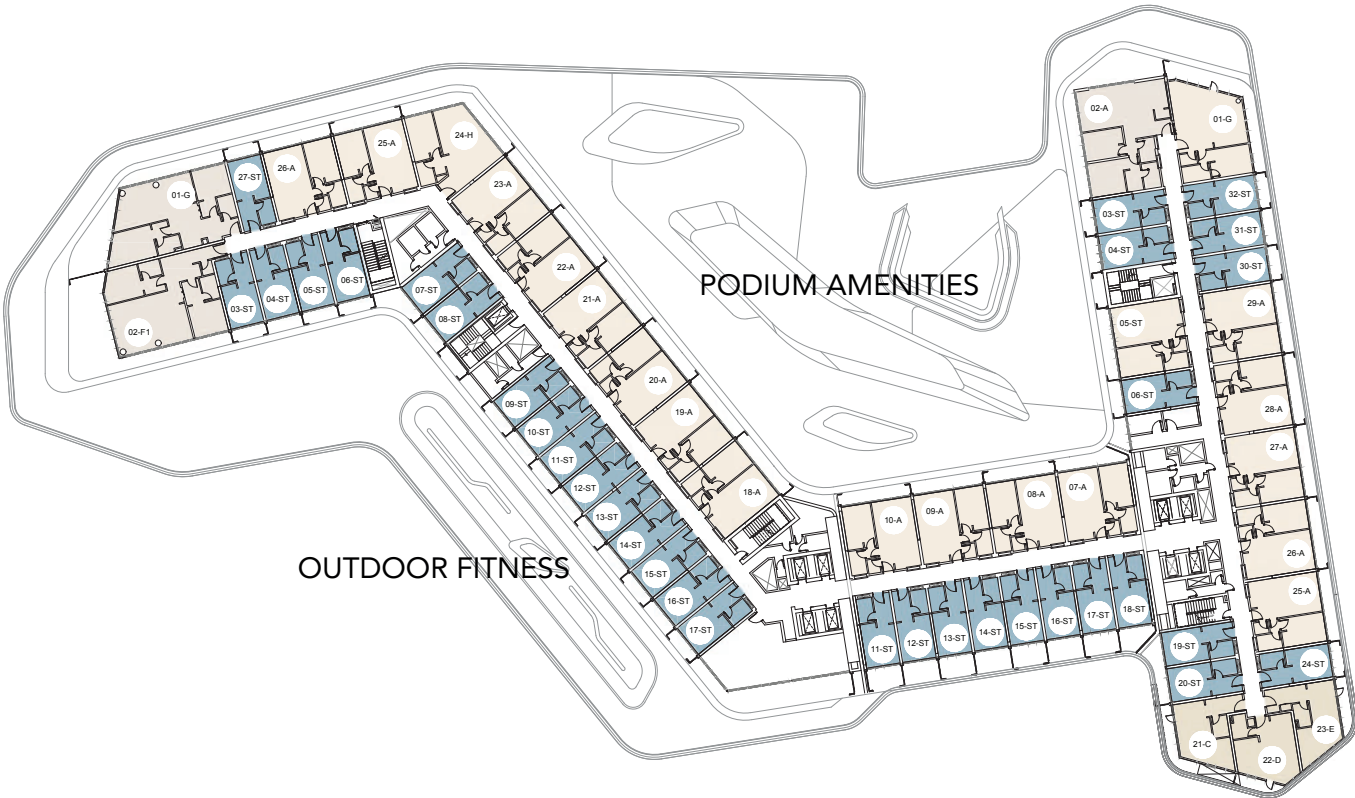 02-A
01-G
24-H
25-A
26-A
27-ST
01-G
23-A
32-ST
03-ST
31-ST
04-ST
30-ST
22-A
06-ST
05-ST
04-ST
03-ST
07-ST
PODIUM AMENITIES
21-A
29-A
08-ST
05-ST
02-F1
20-A
06-ST
09-ST
19-A
28-A
10-ST
27-A
11-ST
12-ST
18-A
07-A
08-A
09-A
10-A
13-ST
14-ST
26-A
OUTDOOR FITNESS
15-ST
25-A
16-ST
18-ST
17-ST
16-ST
15-ST
14-ST
13-ST
12-ST
11-ST
17-ST
19-ST
24-ST
20-ST
23-E
21-C
22-D